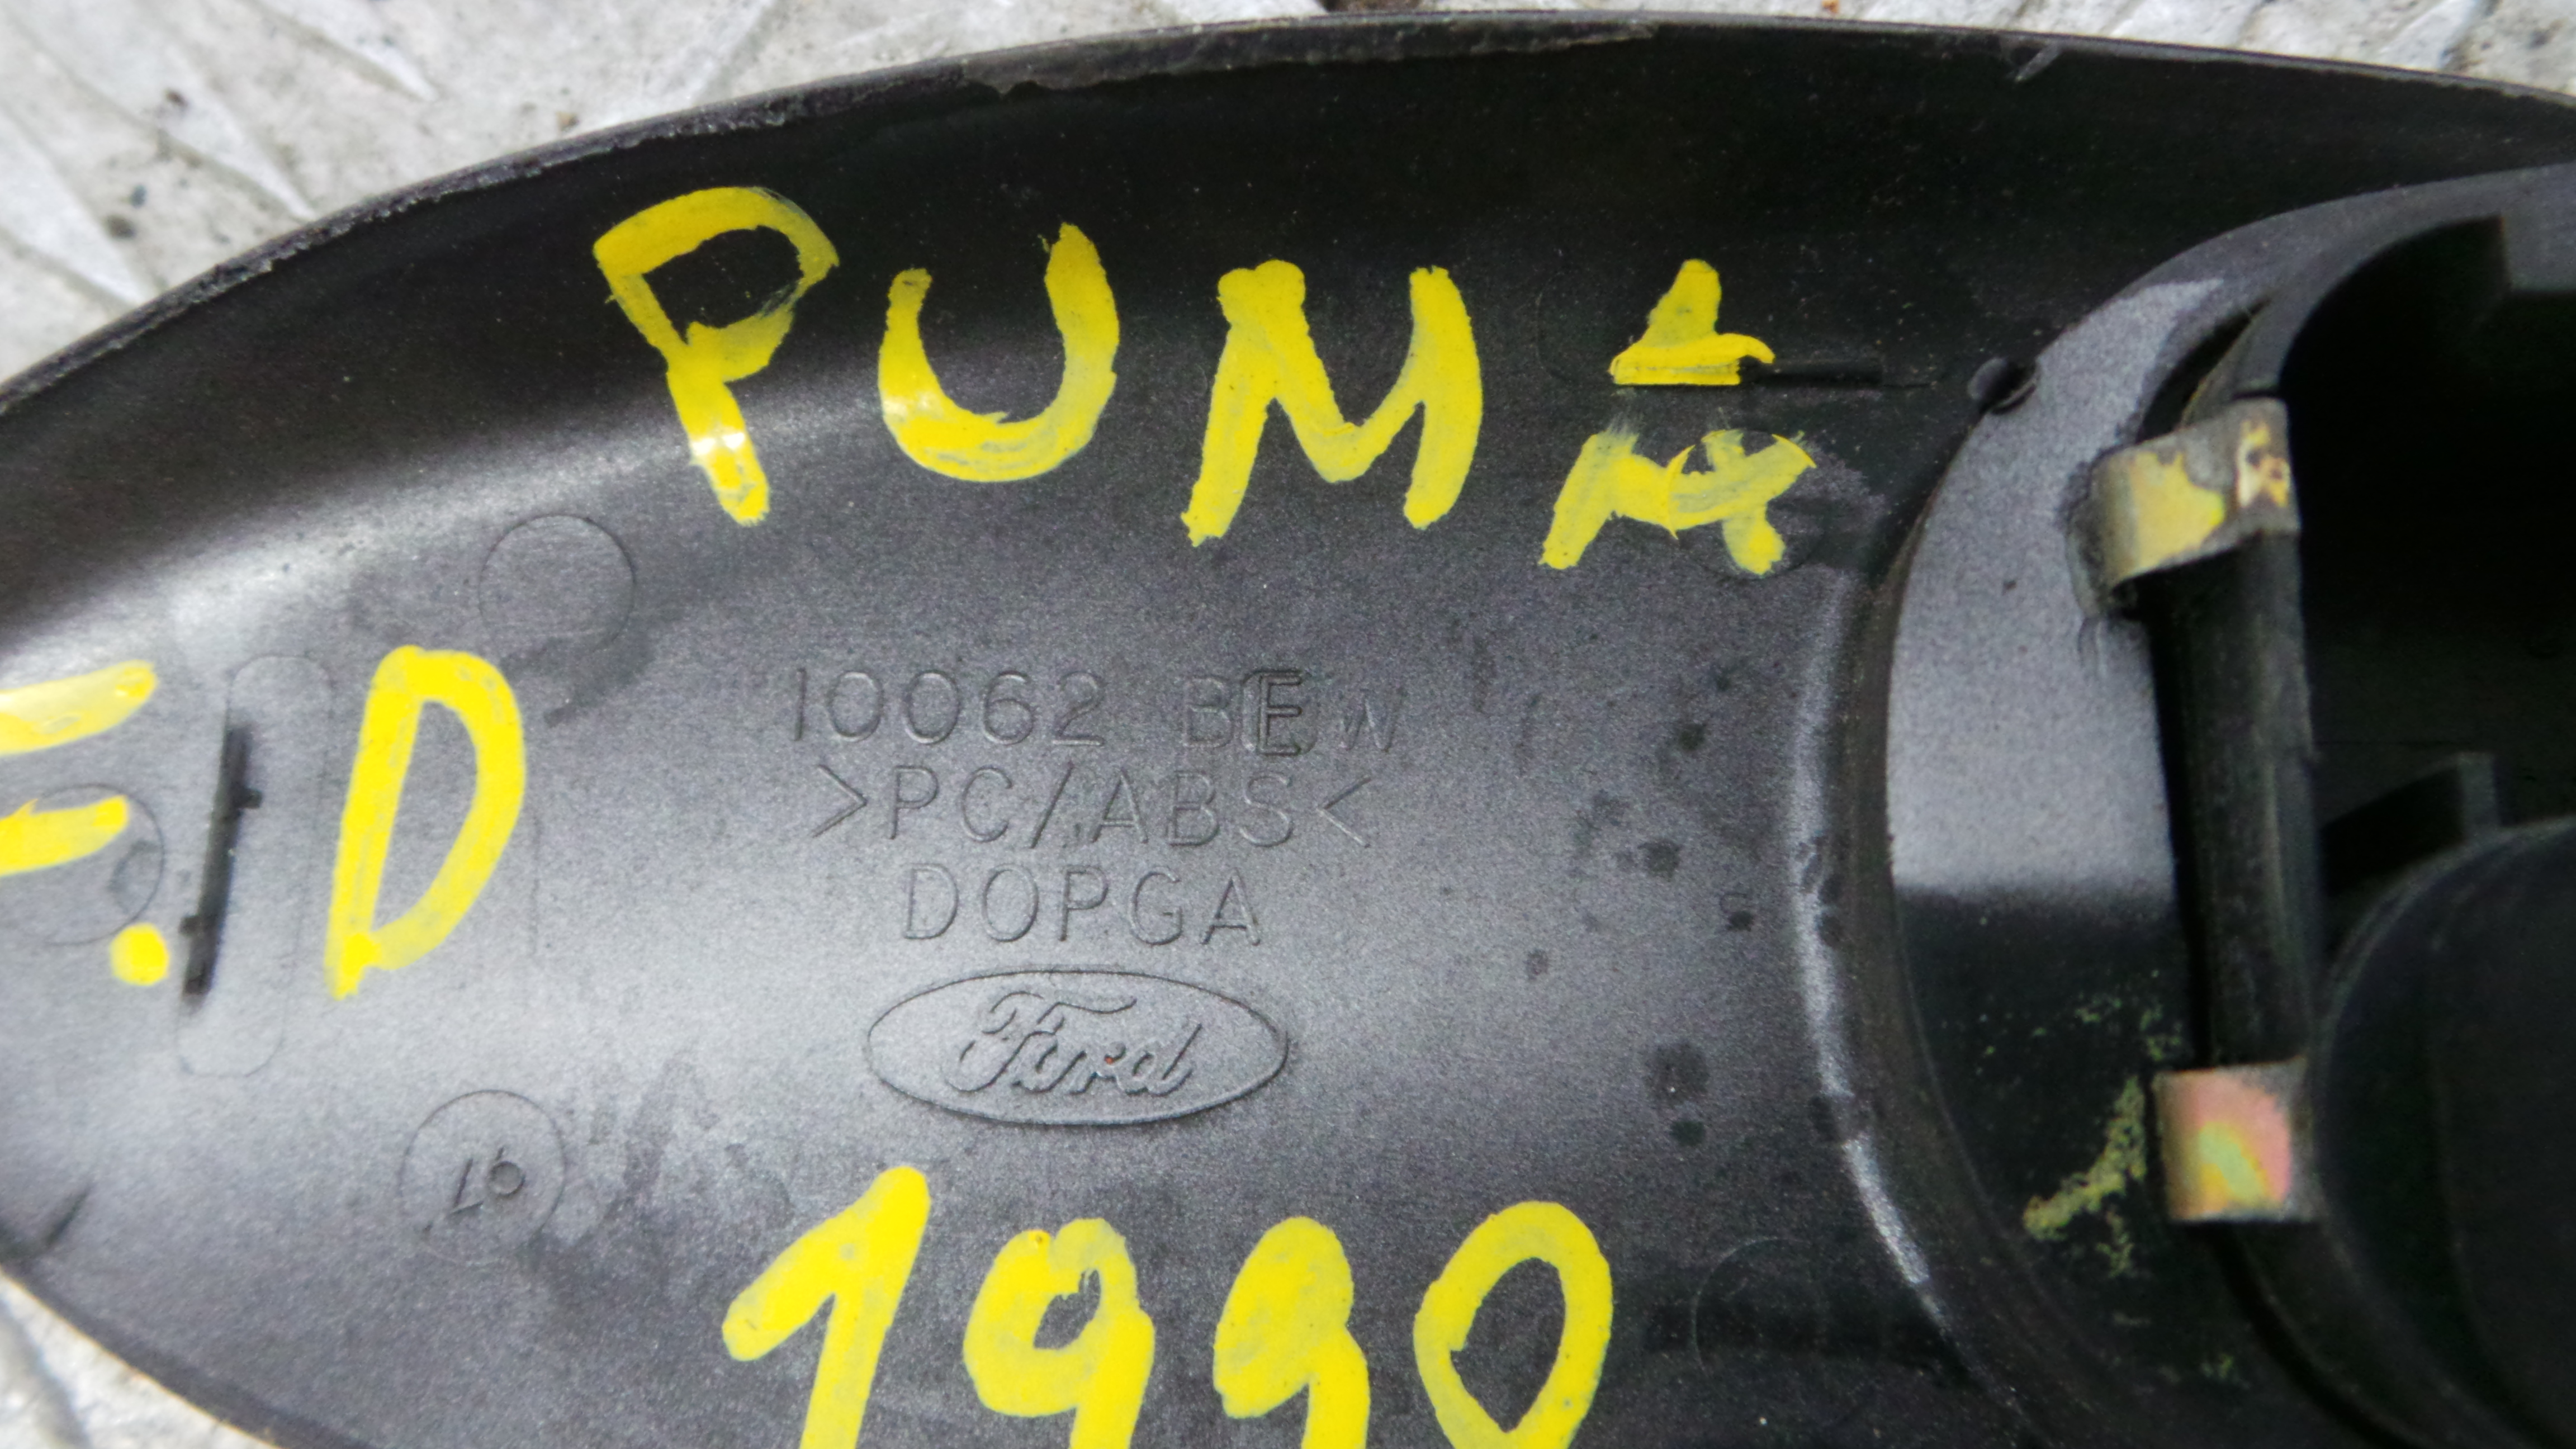 PUMA
F.D
10062 BEW
>PC/ABS<
DOPGA
Ford
97
1990